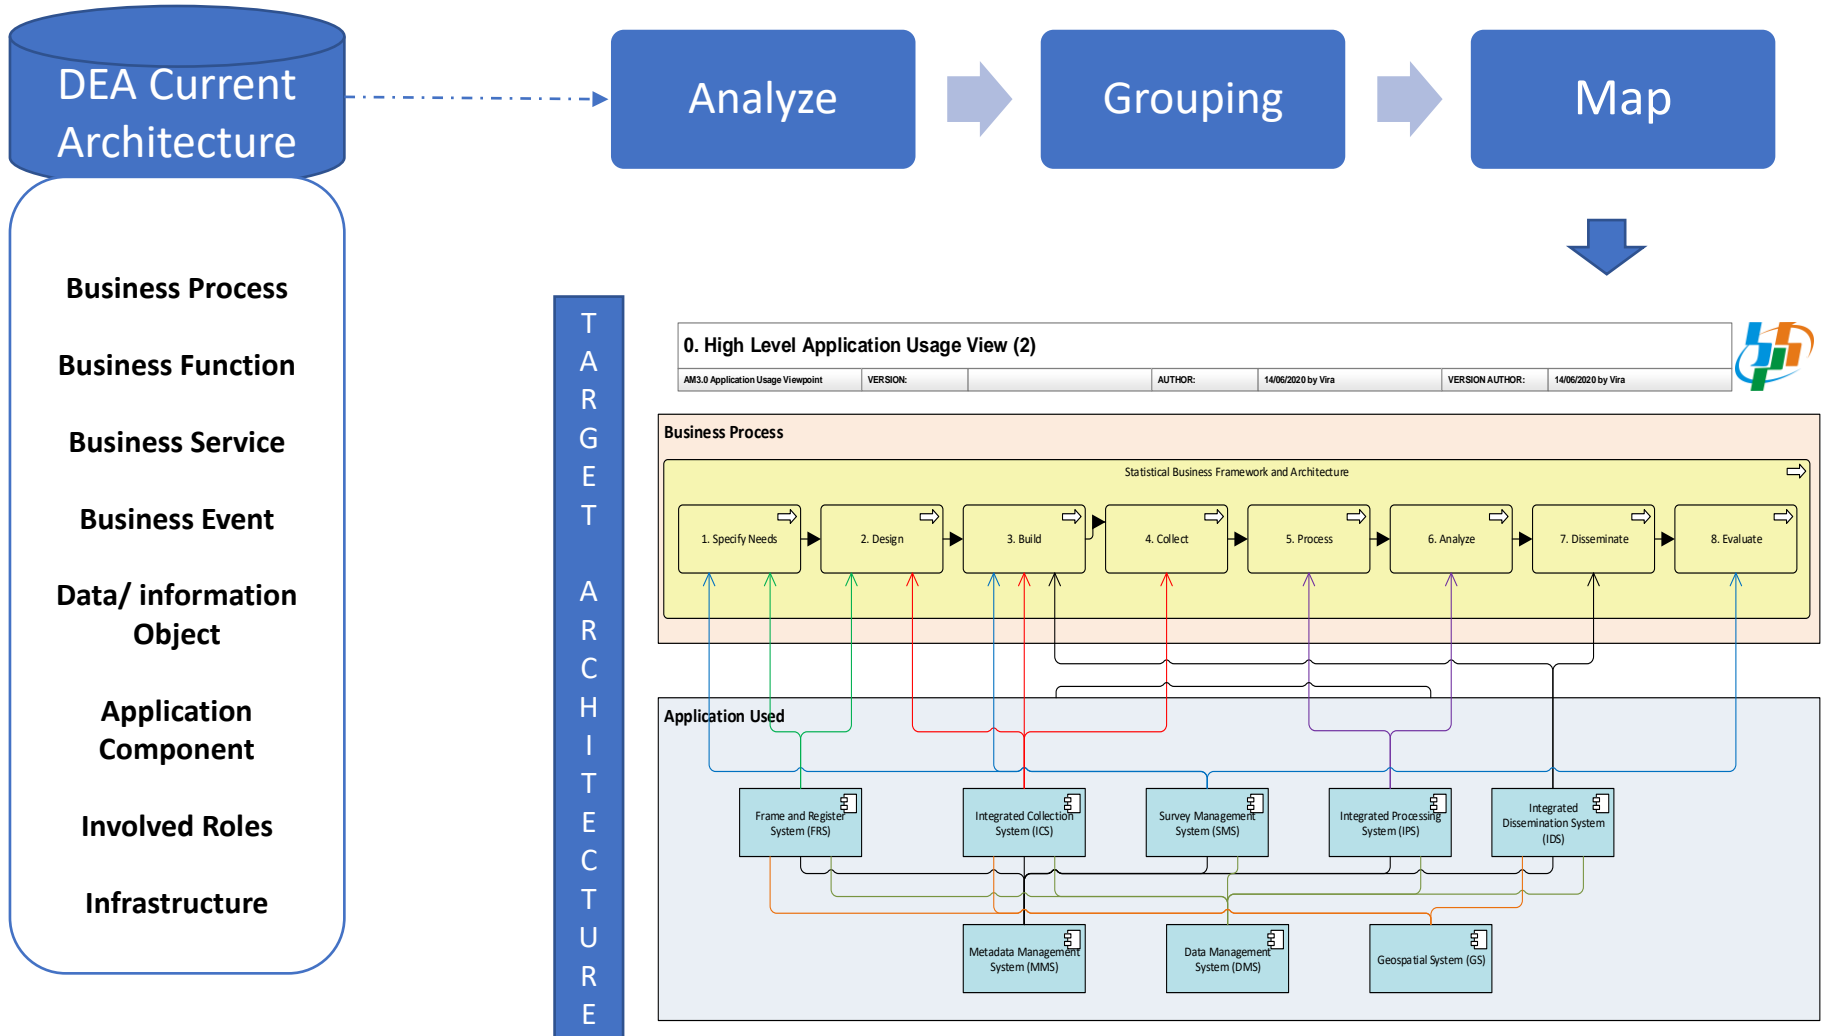 DEA Current
Architecture
Analyze
Grouping
Map
Business Process
Business Function
Business Service
Business Event
Data/ information
Object
Application
Component
Involved Roles
Infrastructure
T
A
R
G
E
T
A
R
C
H
I
T
E
C
T
U
R
E
0. High Level Application Usage View (2)
AM3.0 Application Usage Viewpoint VERSION: AUTHOR: 14/06/2020 by Vira VERSION AUTHOR: 14/06/2020 by Vira
Business Process
Statistical Business Framework and Architecture
1. Specify Needs
2. Design
3. Build
4. Collect
5. Process
6. Analyze
7. Disseminate
8. Evaluate
Application Used
Frame and Register
System (FRS)
Integrated Collection
System (ICS)
Survey Management
System (SMS)
Integrated Processing
System (IPS)
Integrated
Dissemination System
(IDS)
Metadata Management
System (MMS)
Data Management
System (DMS)
Geospatial System (GS)